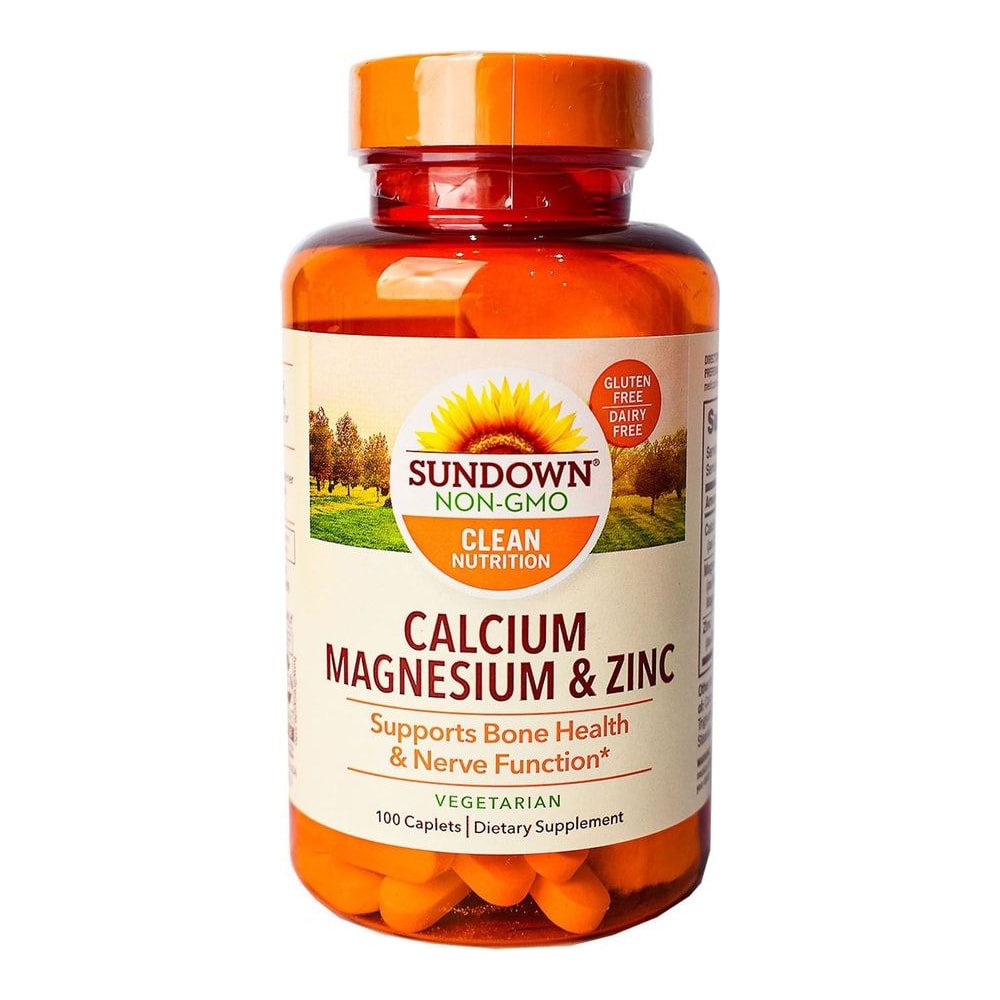 GLUTEN
FREE
DAIRY
FREE
SUNDOWN®
NON-GMO
CLEAN
NUTRITION
CALCIUM
MAGNESIUM & ZINC
Supports Bone Health
& Nerve Function*
VEGETARIAN
100 Caplets | Dietary Supplement